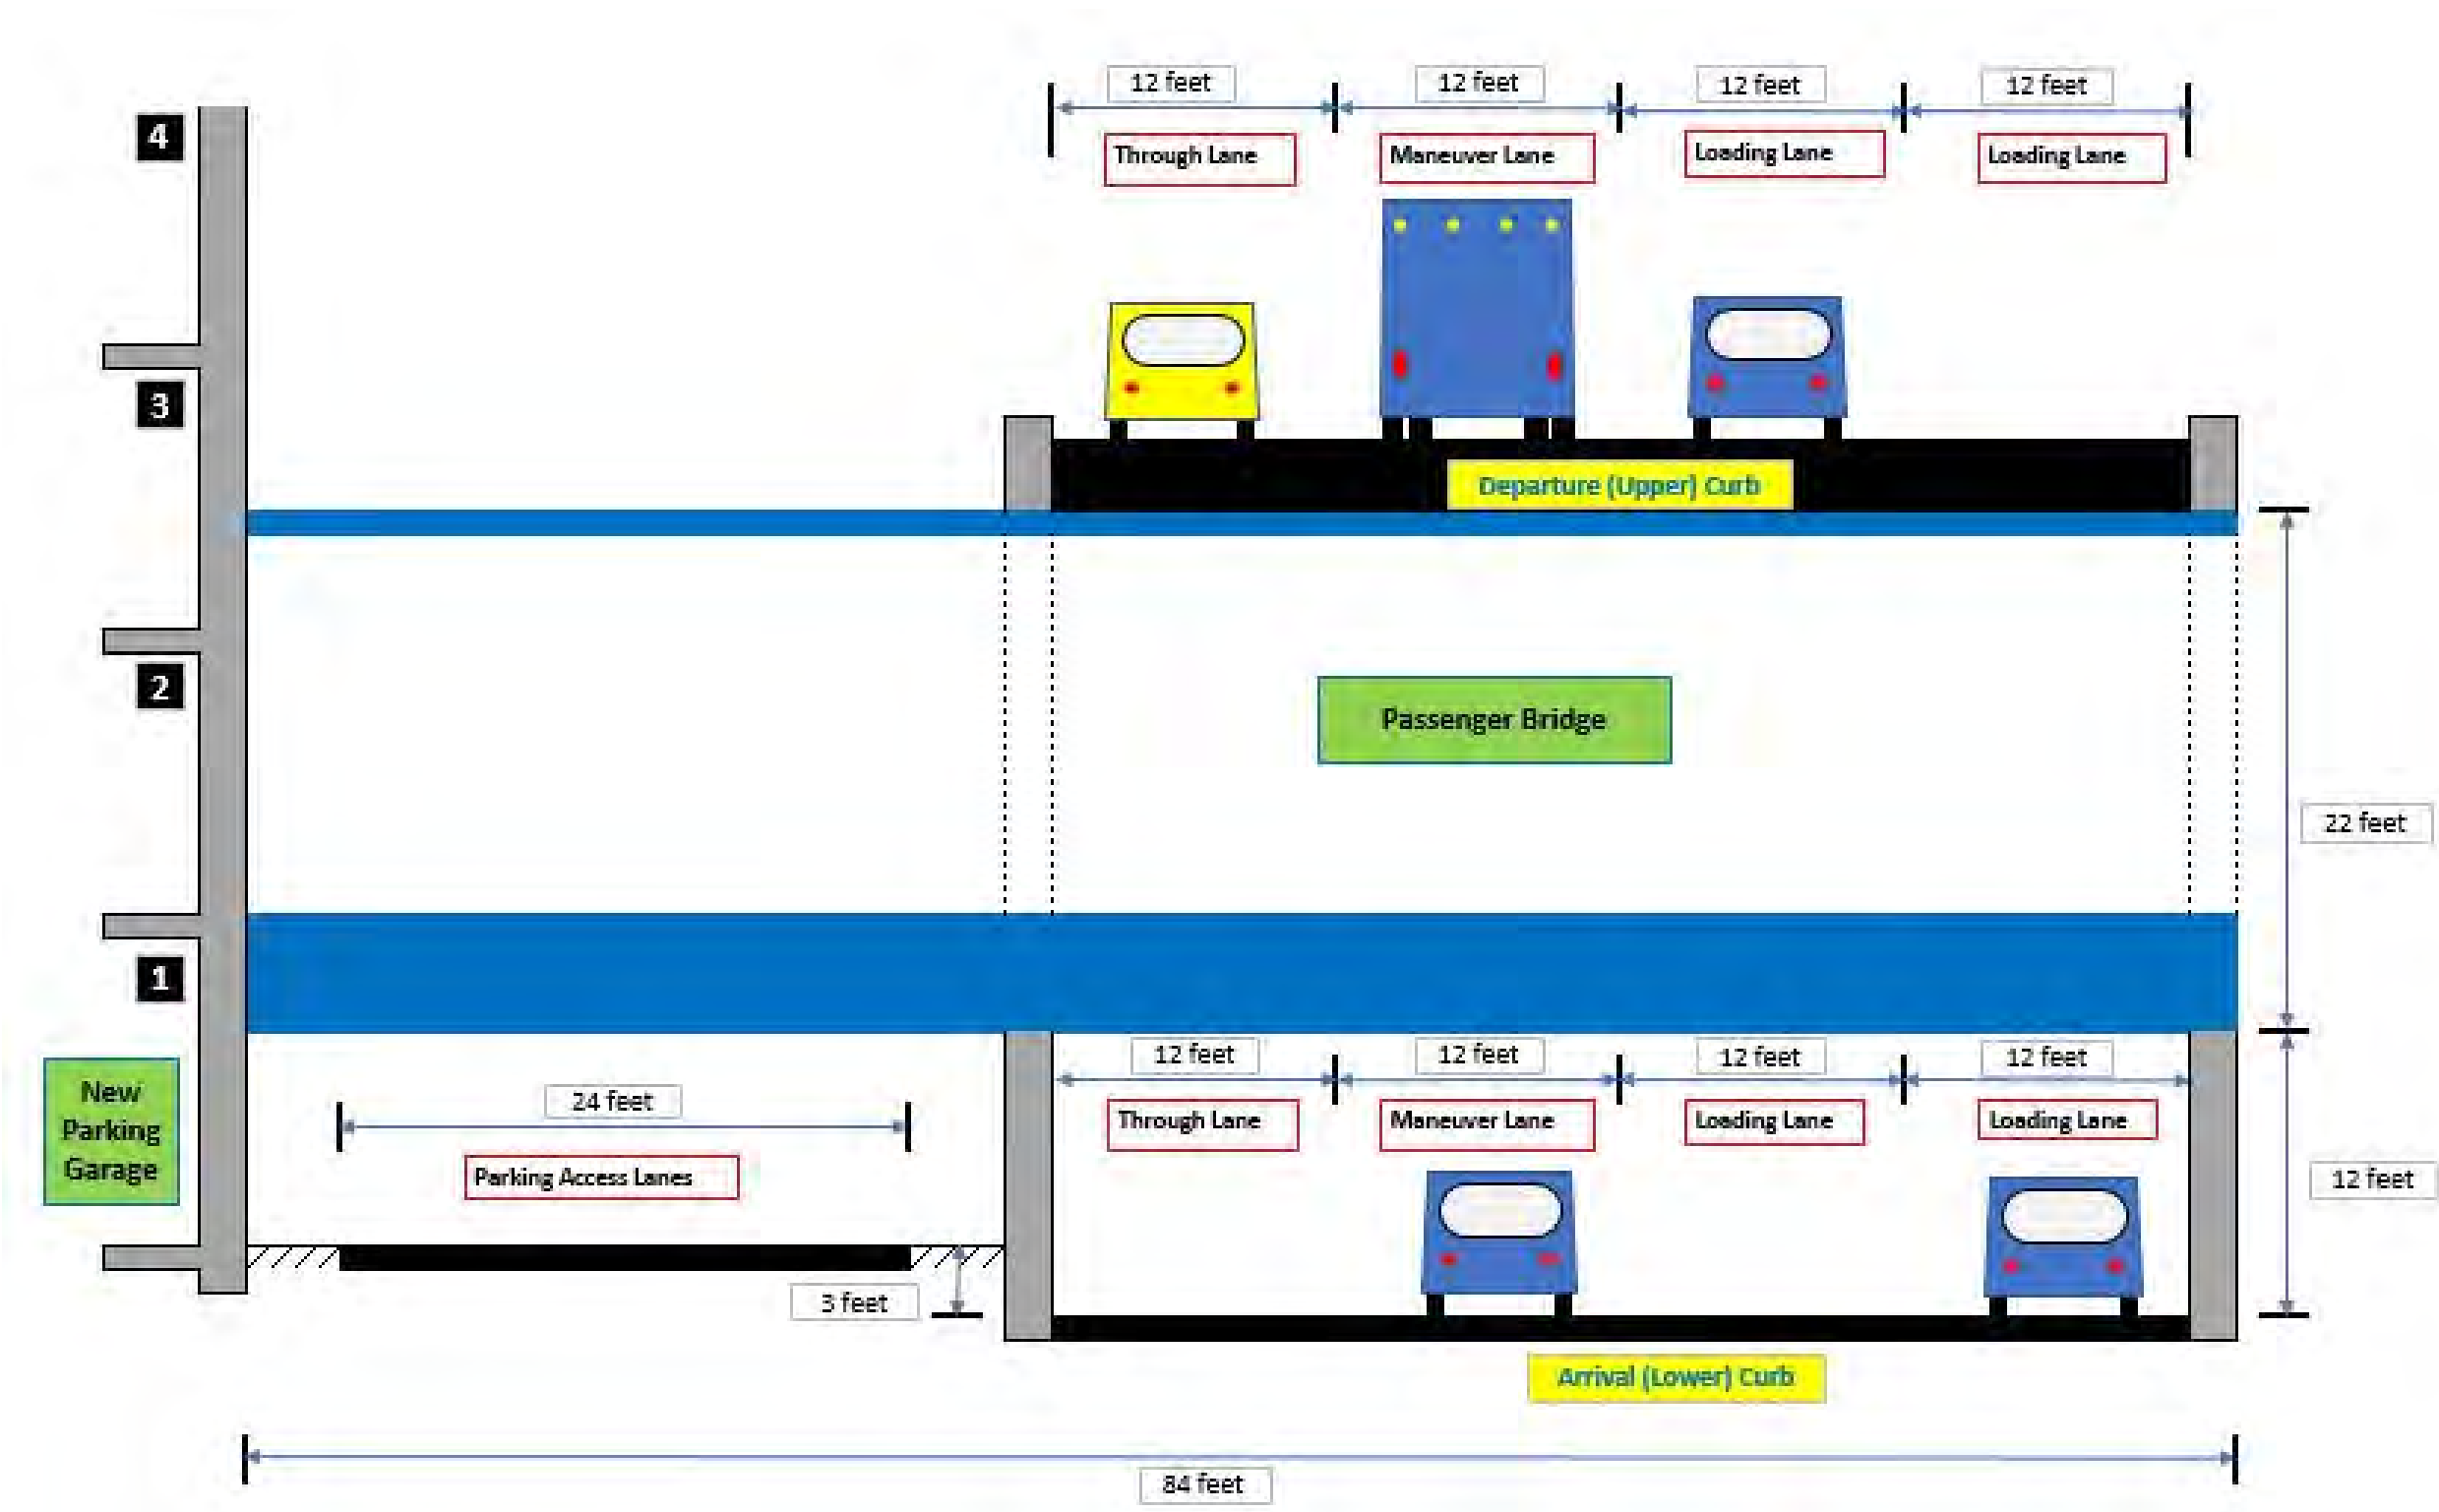 12 feet
12 feet
12 feet
12 feet
Through Lane
Maneuver Lane
Loading Lane
Loading Lane
4
3
Departure (Upper) Curb
2
Passenger Bridge
22 feet
1
12 feet
12 feet
12 feet
12 feet
New
Parking
Garage
24 feet
Through Lane
Maneuver Lane
Loading Lane
Loading Lane
Parking Access Lanes
12 feet
3 feet
Arrival (Lower) Curb
84 feet